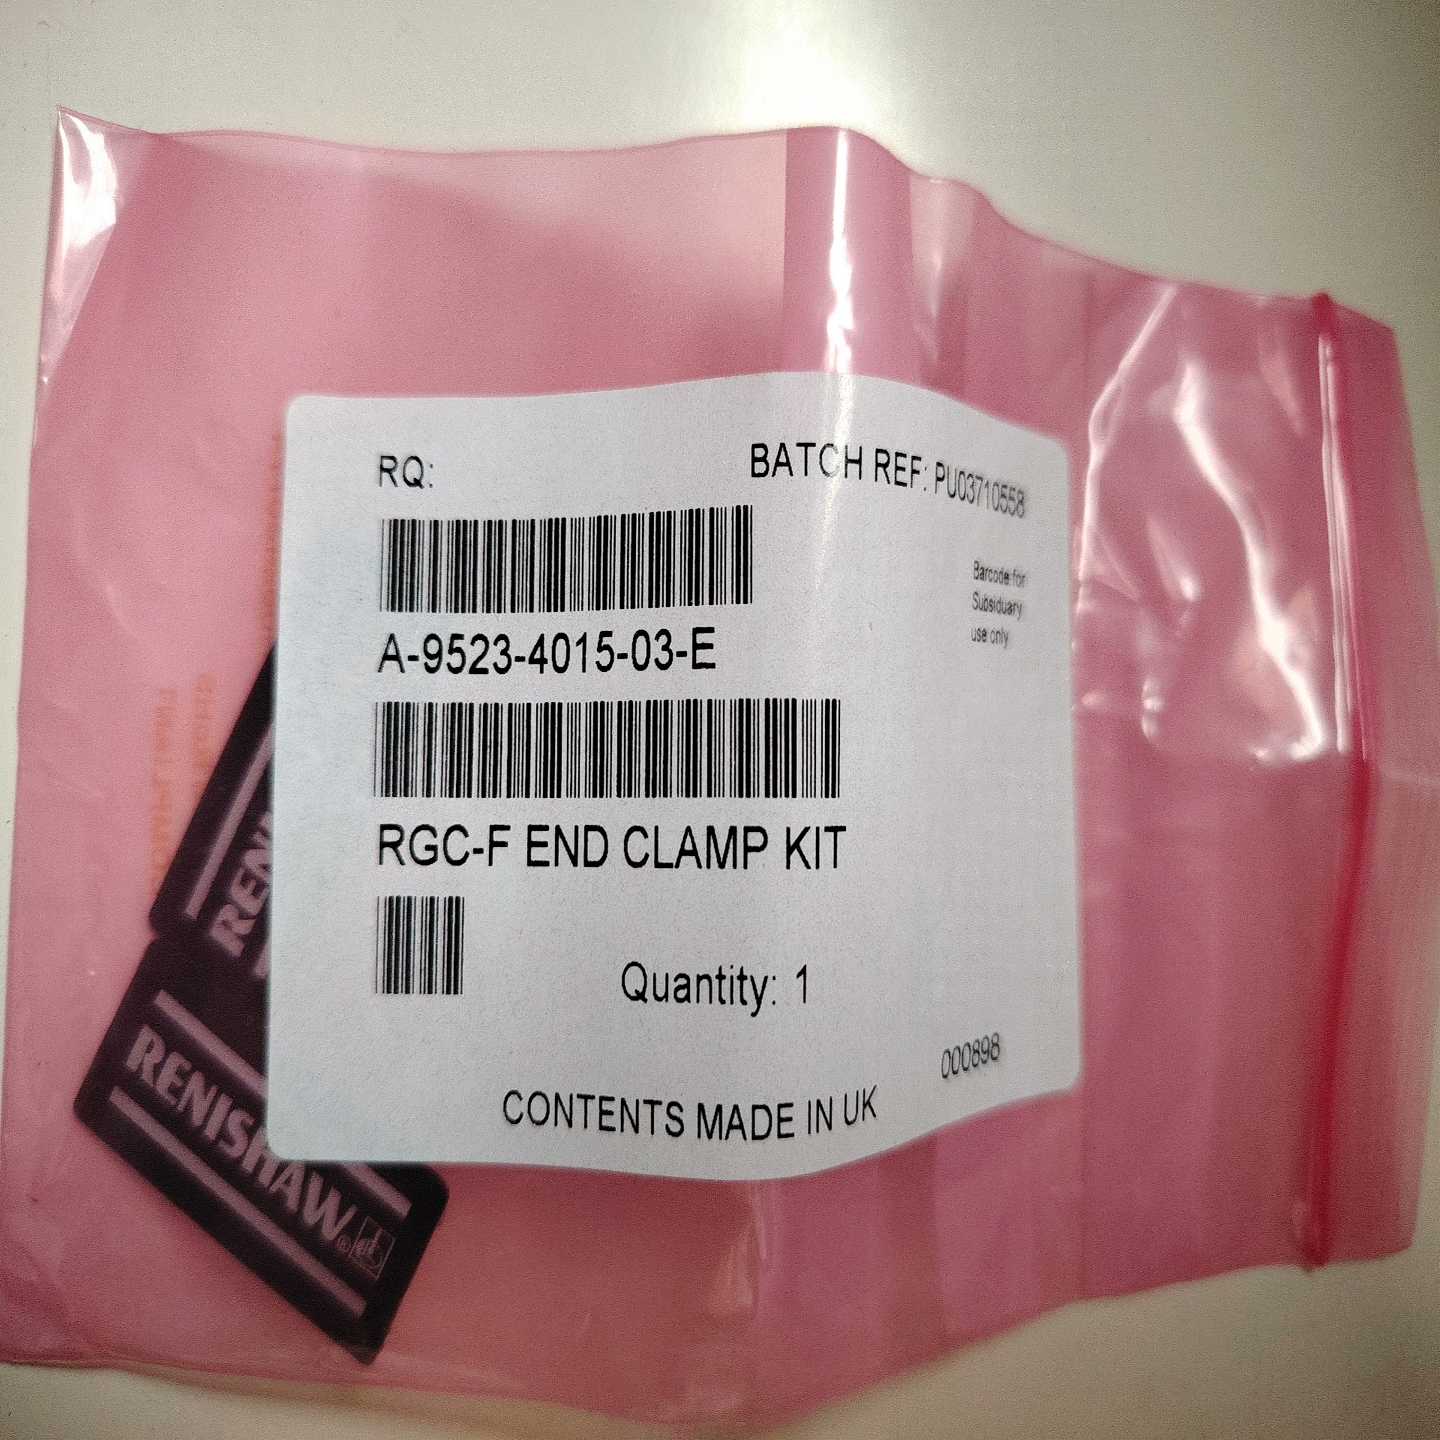 RQ:
BATCH REF: PU03710558
Barcode for
Subsiduary
use only
A-9523-4015-03-E
RGC-F END CLAMP KIT
Quantity: 1
000898
CONTENTS MADE IN UK
RENISHAW®